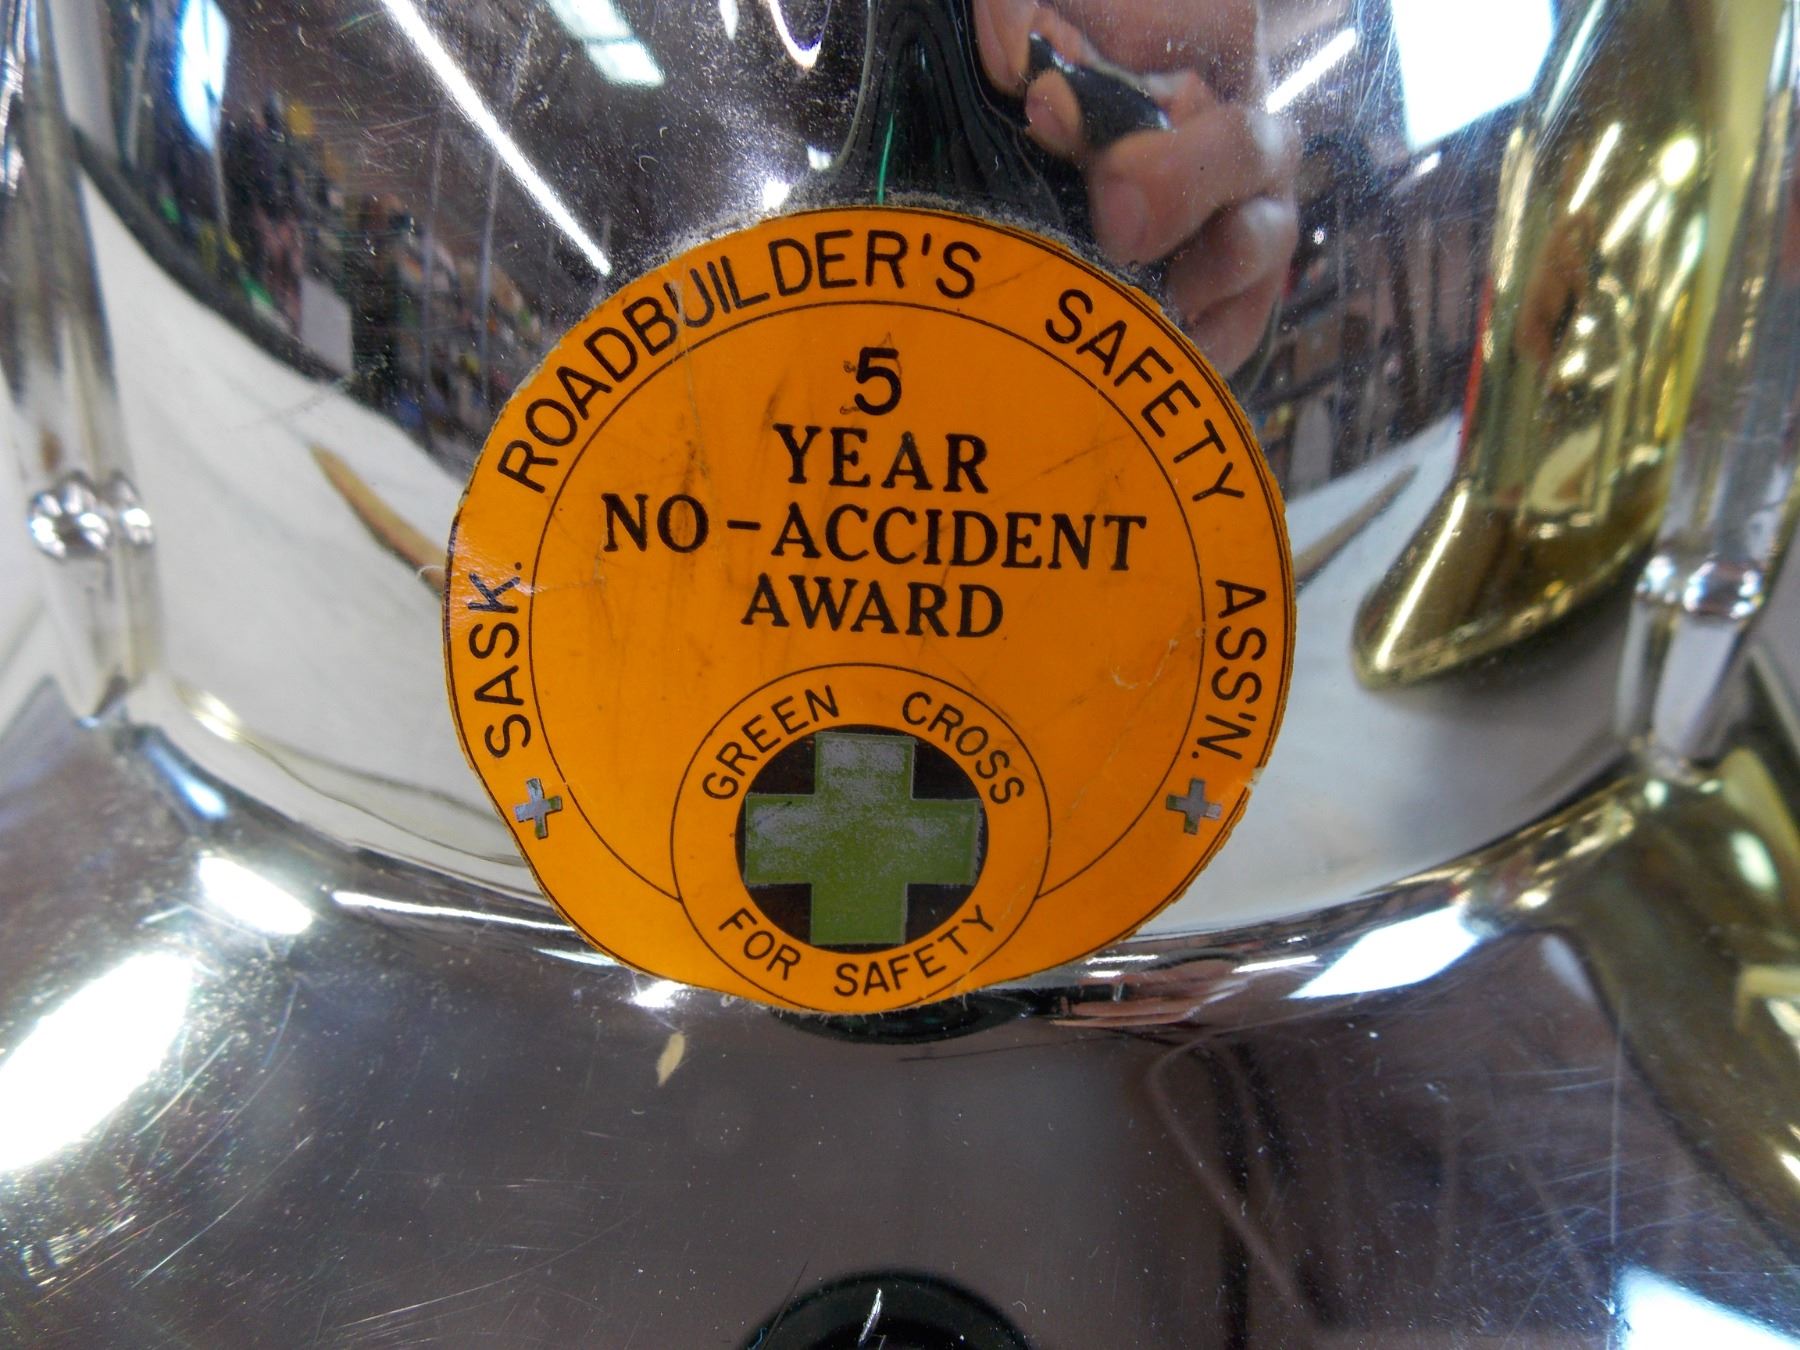 SASK. ROADBUILDER'S SAFETY ASS'N.
5
YEAR
NO-ACCIDENT
AWARD
GREEN CROSS
FOR SAFETY